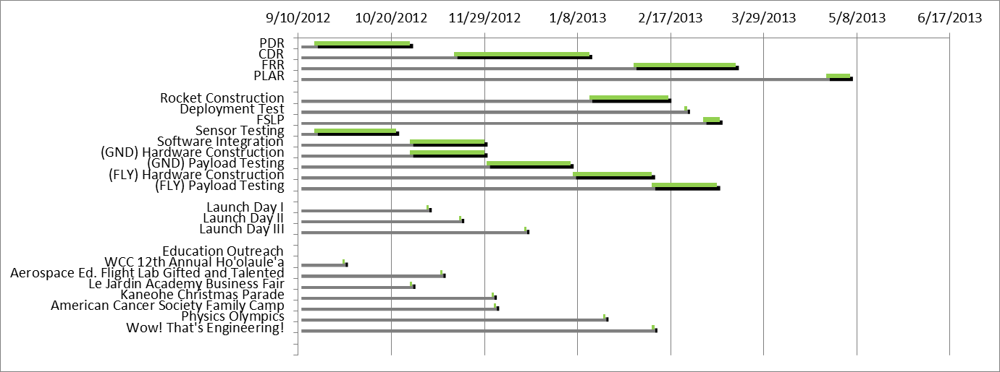 9/10/2012 10/20/2012 11/29/2012 1/8/2013 2/17/2013 3/29/2013 5/8/2013 6/17/2013
PDR
CDR
FRR
PLAR
Rocket Construction
Deployment Test
FSLP
Sensor Testing
Software Integration
(GND) Hardware Construction
(GND) Payload Testing
(FLY) Hardware Construction
(FLY) Payload Testing
Launch Day I
Launch Day II
Launch Day III
Education Outreach
WCC 12th Annual Ho'olaule'a
Aerospace Ed. Flight Lab Gifted and Talented
Le Jardin Academy Business Fair
Kaneohe Christmas Parade
American Cancer Society Family Camp
Physics Olympics
Wow! That's Engineering!